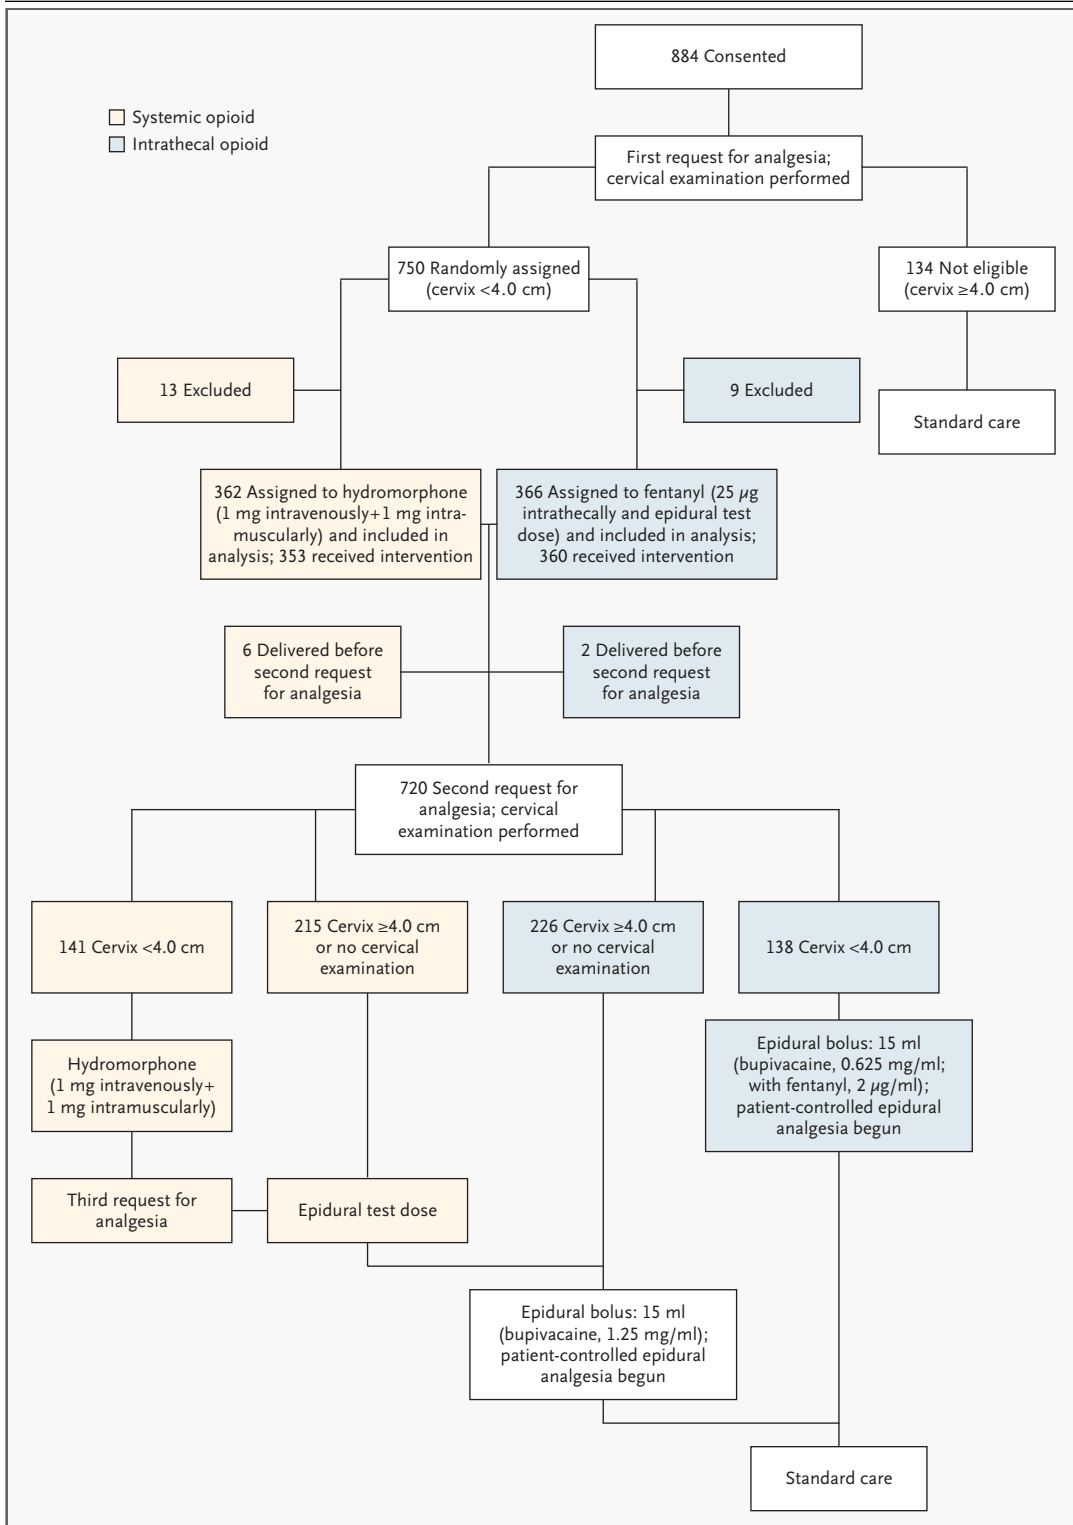 884 Consented
Systemic opioid
Intrathecal opioid
First request for analgesia;
cervical examination performed
750 Randomly assigned
(cervix <4.0 cm)
134 Not eligible
(cervix ≥4.0 cm)
13 Excluded
9 Excluded
Standard care
362 Assigned to hydromorphone
(1 mg intravenously+1 mg intra-
muscularly) and included in
analysis; 353 received intervention
366 Assigned to fentanyl (25 µg
intrathecally and epidural test
dose) and included in analysis;
360 received intervention
6 Delivered before
second request
for analgesia
2 Delivered before
second request
for analgesia
720 Second request for
analgesia; cervical
examination performed
141 Cervix <4.0 cm
215 Cervix ≥4.0 cm
or no cervical
examination
226 Cervix ≥4.0 cm
or no cervical
examination
138 Cervix <4.0 cm
Hydromorphone
(1 mg intravenously+
1 mg intramuscularly)
Epidural bolus: 15 ml
(bupivacaine, 0.625 mg/ml;
with fentanyl, 2 µg/ml);
patient-controlled epidural
analgesia begun
Third request for
analgesia
Epidural test dose
Epidural bolus: 15 ml
(bupivacaine, 1.25 mg/ml);
patient-controlled epidural
analgesia begun
Standard care